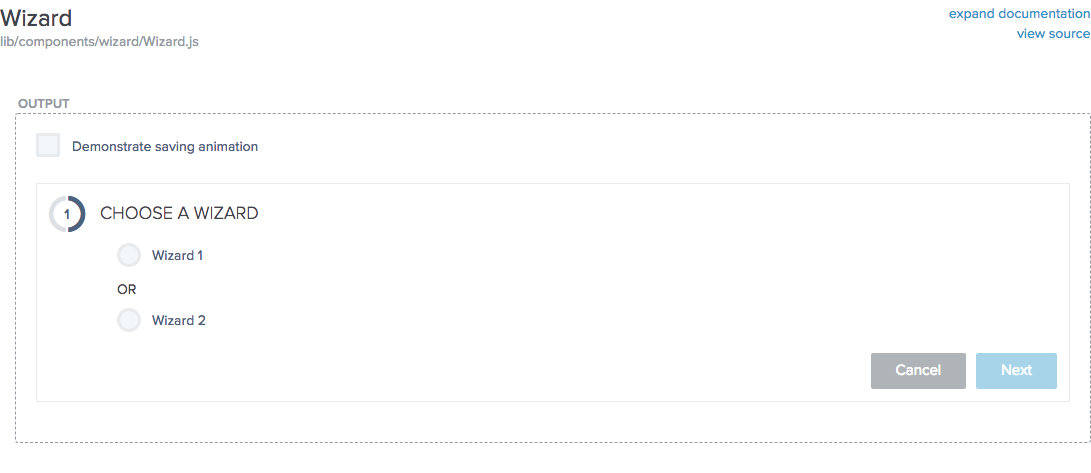 Wizard
expand documentation
lib/components/wizard/Wizard.js
view source
OUTPUT
Demonstrate saving animation
1 CHOOSE A WIZARD
Wizard 1
OR
Wizard 2
Cancel Next